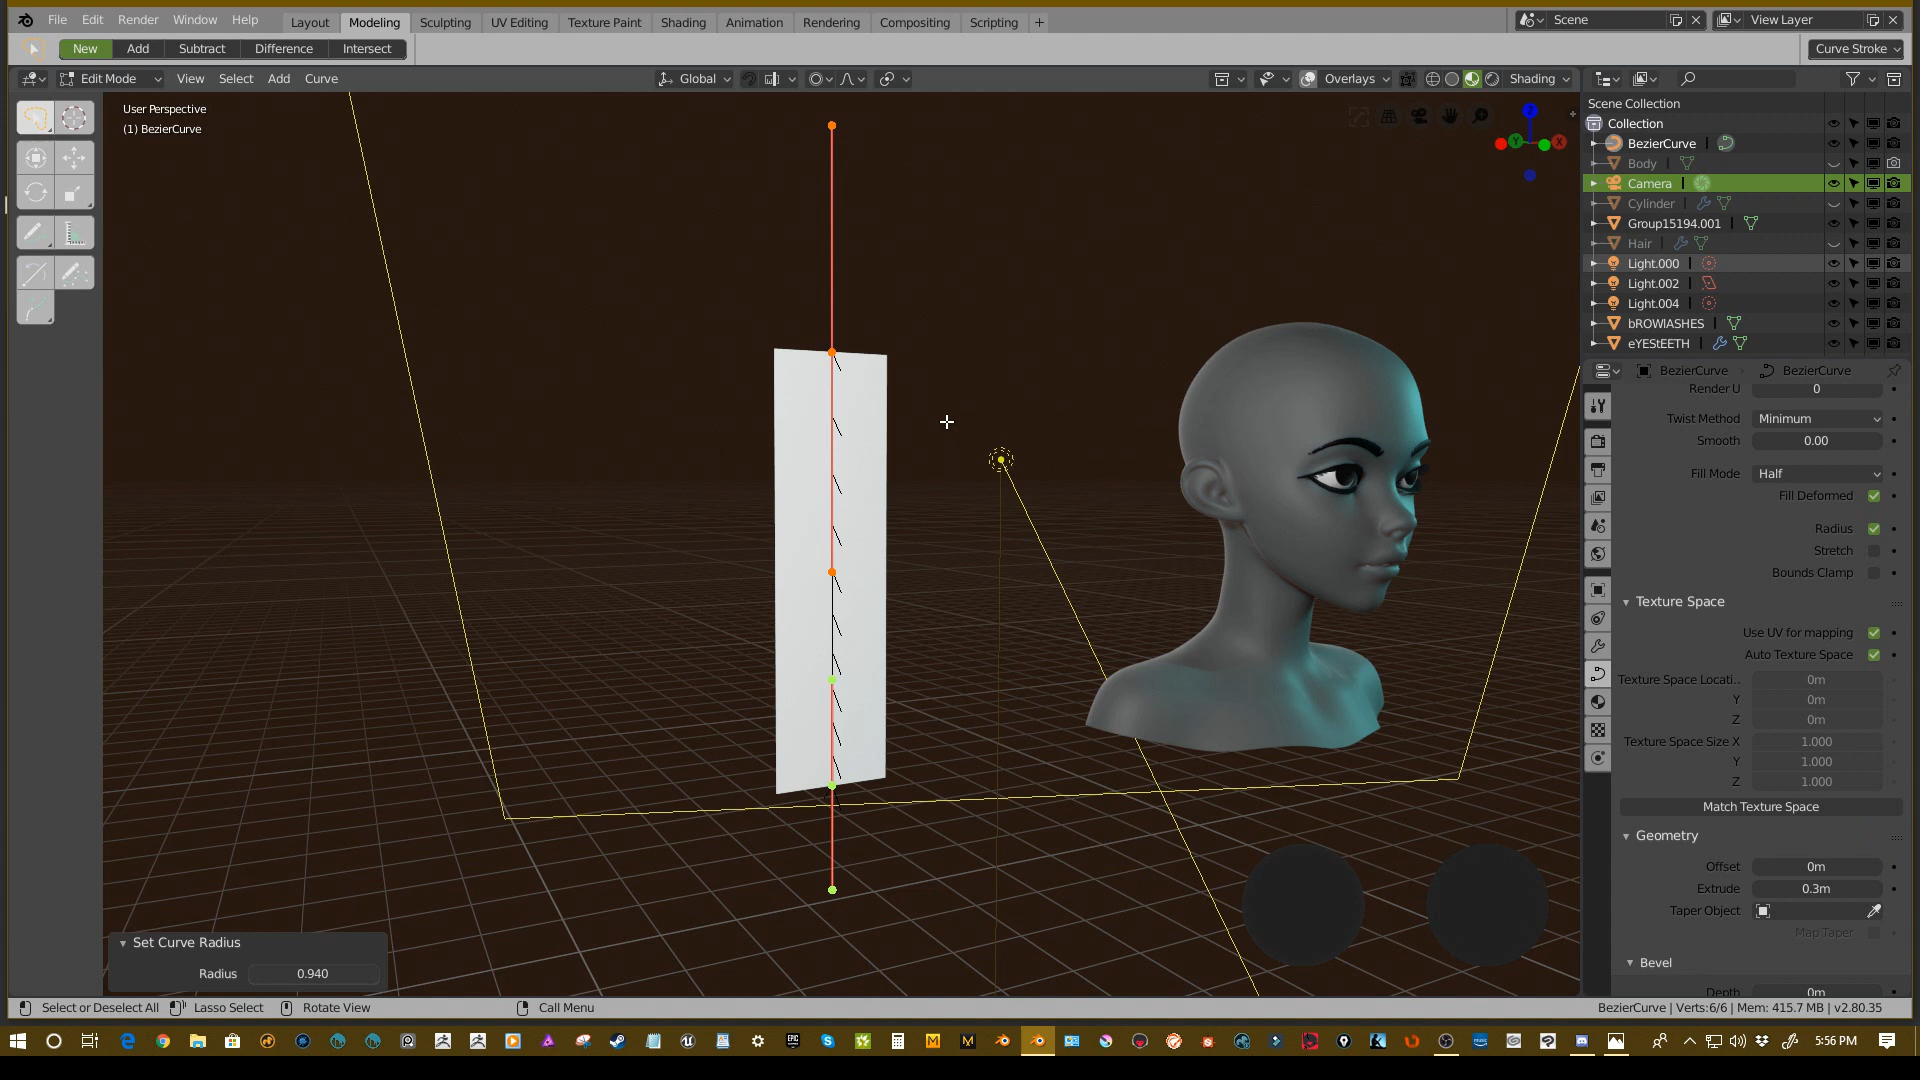 File Edit Render Window Help Layout Modeling Sculpting UV Editing Texture Paint Shading Animation Rendering Compositing Scripting + Scene View Layer
New Add Subtract Difference Intersect Curve Stroke
Edit Mode View Select Add Curve Global Overlays Shading
User Perspective
(1) BezierCurve
Z
Y
X
Scene Collection
Collection
BezierCurve
Body
Camera
Cylinder
Group15194.001
Hair
Light.000
Light.002
Light.004
bROWlASHES
eYEStEETH
BezierCurve BezierCurve
Render U 0
Twist Method Minimum
Smooth 0.00
Fill Mode Half
Fill Deformed
Radius
Stretch
Bounds Clamp
Texture Space
Use UV for mapping
Auto Texture Space
Texture Space Locati.. 0m
Y 0m
Z 0m
Texture Space Size X 1.000
Y 1.000
Z 1.000
Match Texture Space
Geometry
Offset 0m
Extrude 0.3m
Taper Object
Map Taper
Bevel
Depth 0m
Set Curve Radius
Radius 0.940
Select or Deselect All Lasso Select Rotate View Call Menu BezierCurve | Verts:6/6 | Mem: 415.7 MB | v2.80.35
5:56 PM